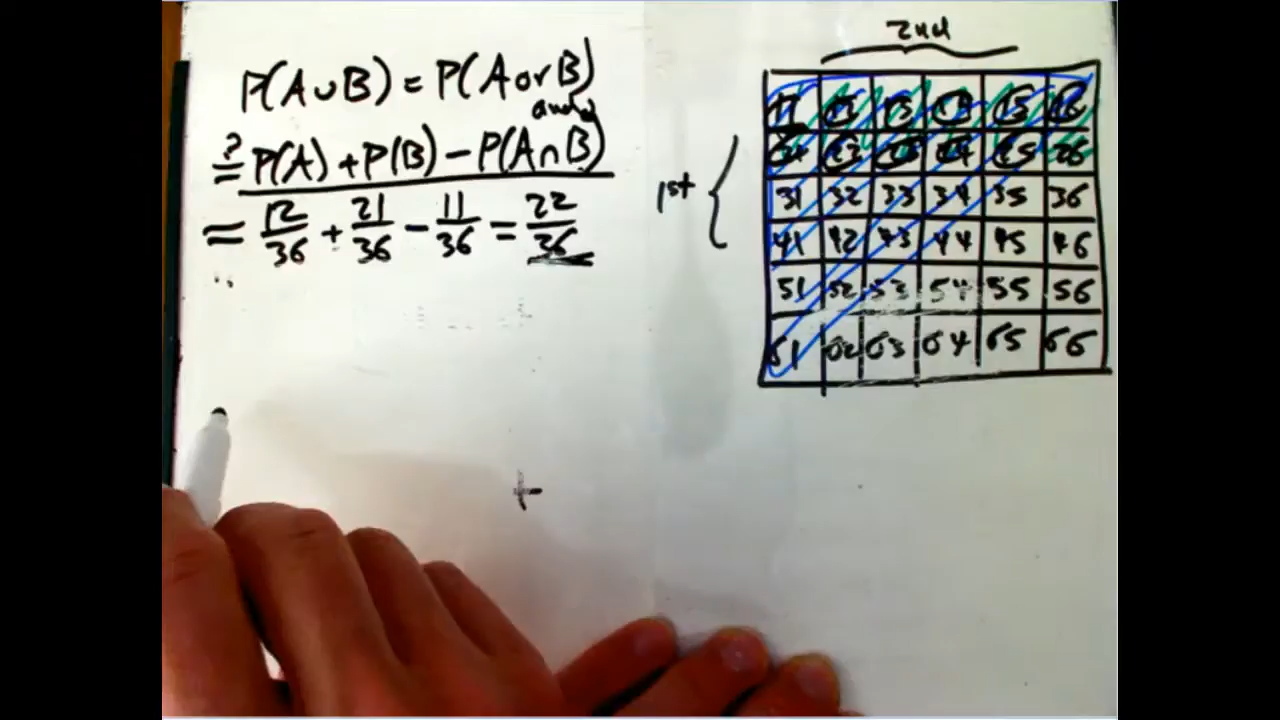 P(A∪B) = P(A or B)
and
≟ P(A) + P(B) − P(A∩B)
= 12/36 + 21/36 − 11/36 = 22/36
2nd
1st
11 12 13 14 15 16
21 22 23 24 25 26
31 32 33 34 35 36
41 42 43 44 45 46
51 52 53 54 55 56
61 62 63 64 65 66
+